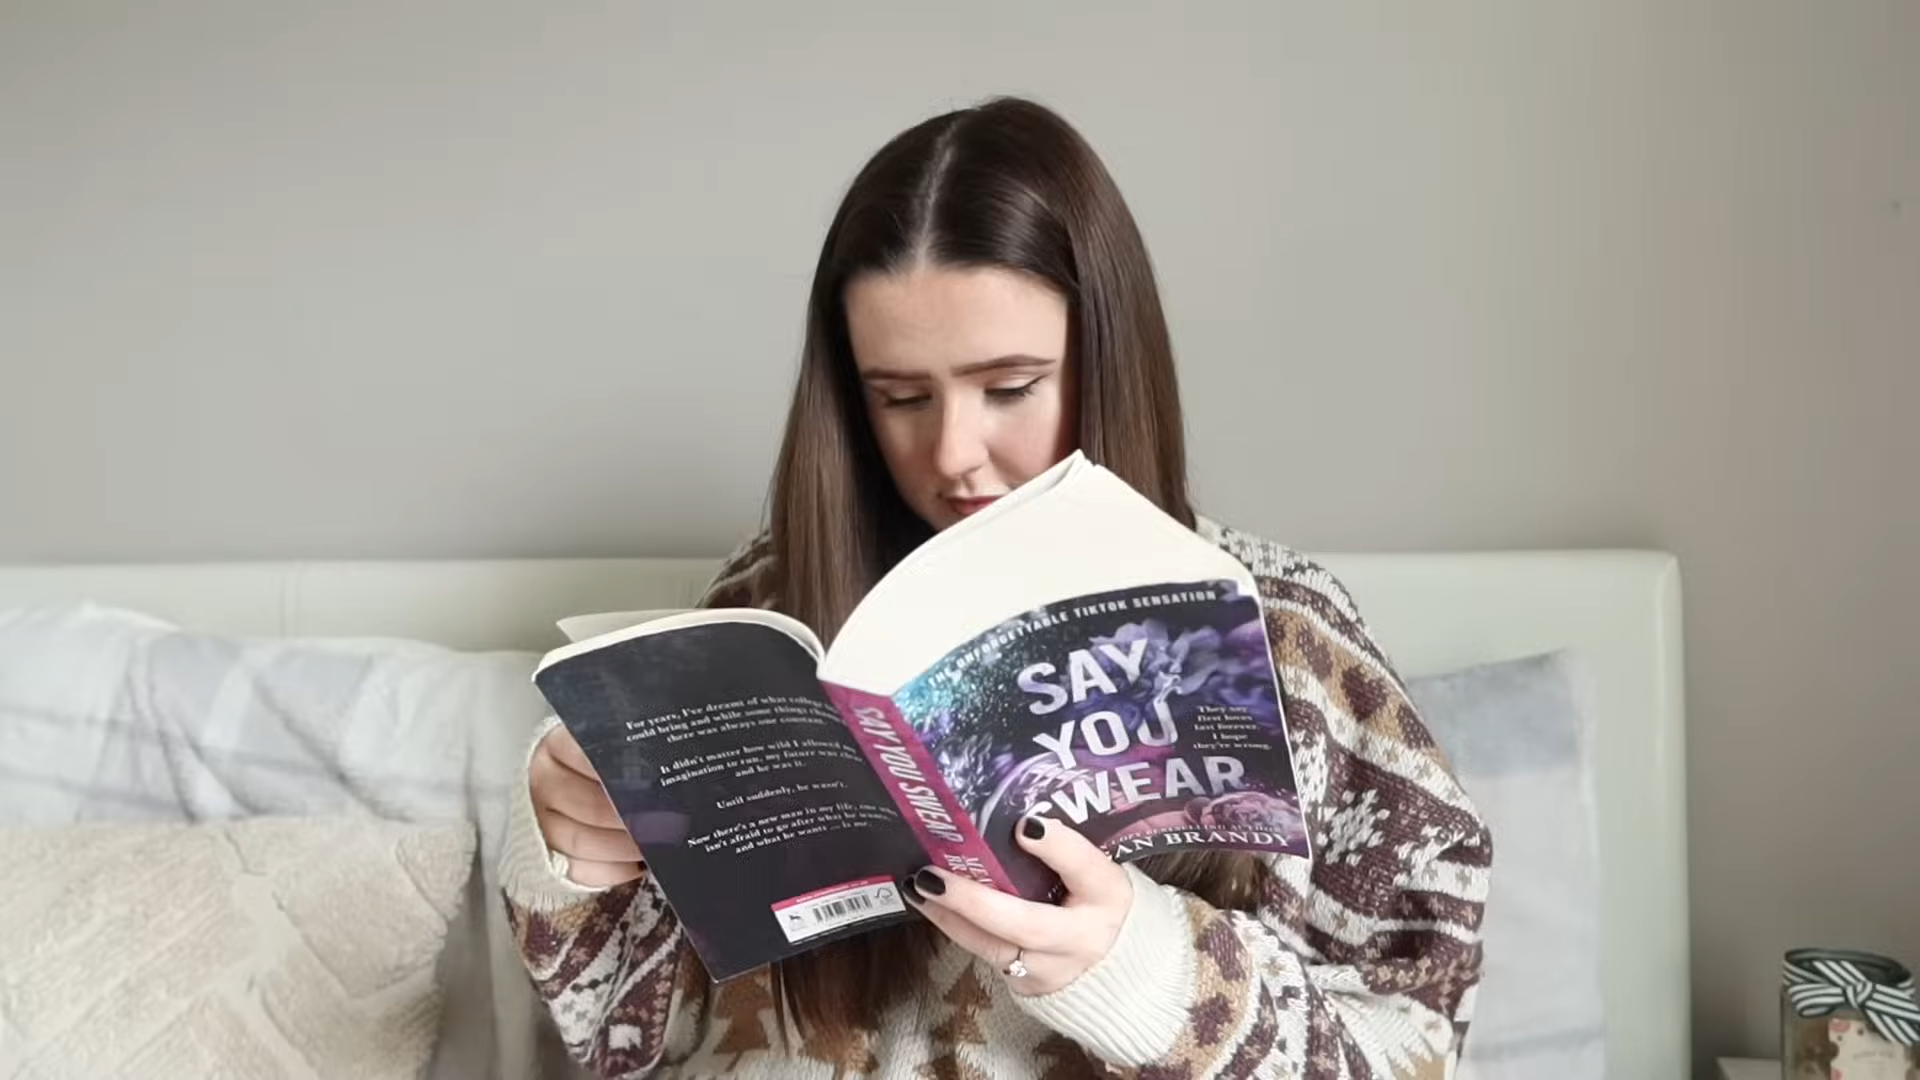 For years, I've dreamt of what college
could bring and while some things
there was always one constant.
It didn't matter how wild I allowed
imagination to run, my future was
and he was it.
Until suddenly, he wasn't.
Now there's a new man in my life, one
isn't afraid to go after what he wants,
and what he wants — is me.
SAY YOU SWEAR
THE UNFORGETTABLE TIKTOK SENSATION
SAY
YOU
SWEAR
They say
first loves
last forever.
I hope
they're wrong.
BESTSELLING AUTHOR
BRANDY